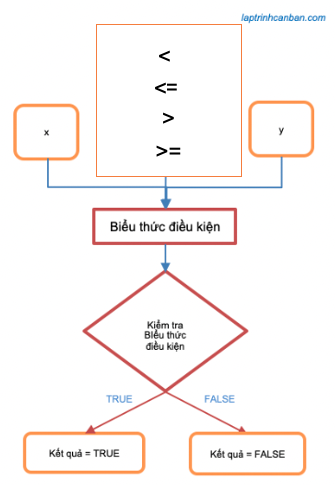 laptrinhcanban.com
<
<=
>
>=
x
y
Biểu thức điều kiện
Kiểm tra
Biểu thức
điều kiện
TRUE
FALSE
Kết quả = TRUE
Kết quả = FALSE